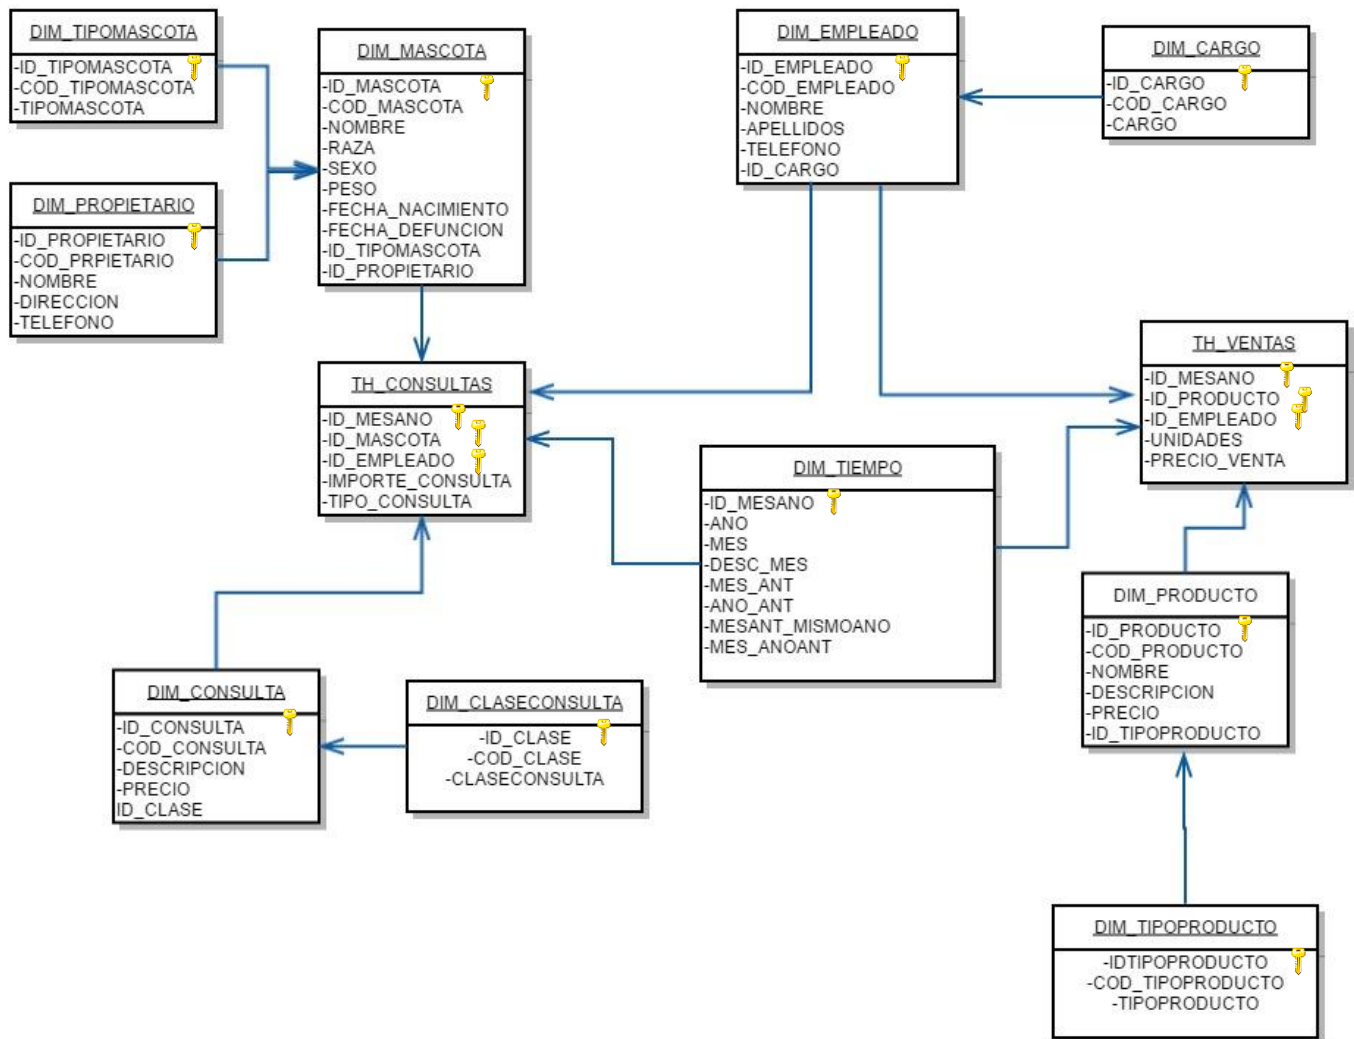 DIM_TIPOMASCOTA
-ID_TIPOMASCOTA
-COD_TIPOMASCOTA
-TIPOMASCOTA
DIM_MASCOTA
-ID_MASCOTA
-COD_MASCOTA
-NOMBRE
-RAZA
-SEXO
-PESO
-FECHA_NACIMIENTO
-FECHA_DEFUNCION
-ID_TIPOMASCOTA
-ID_PROPIETARIO
DIM_EMPLEADO
-ID_EMPLEADO
-COD_EMPLEADO
-NOMBRE
-APELLIDOS
-TELEFONO
-ID_CARGO
DIM_CARGO
-ID_CARGO
-COD_CARGO
-CARGO
DIM_PROPIETARIO
-ID_PROPIETARIO
-COD_PRPIETARIO
-NOMBRE
-DIRECCION
-TELEFONO
TH_CONSULTAS
-ID_MESANO
-ID_MASCOTA
-ID_EMPLEADO
-IMPORTE_CONSULTA
-TIPO_CONSULTA
TH_VENTAS
-ID_MESANO
-ID_PRODUCTO
-ID_EMPLEADO
-UNIDADES
-PRECIO_VENTA
DIM_TIEMPO
-ID_MESANO
-ANO
-MES
-DESC_MES
-MES_ANT
-ANO_ANT
-MESANT_MISMOANO
-MES_ANOANT
DIM_PRODUCTO
-ID_PRODUCTO
-COD_PRODUCTO
-NOMBRE
-DESCRIPCION
-PRECIO
-ID_TIPOPRODUCTO
DIM_CONSULTA
-ID_CONSULTA
-COD_CONSULTA
-DESCRIPCION
-PRECIO
ID_CLASE
DIM_CLASECONSULTA
-ID_CLASE
-COD_CLASE
-CLASECONSULTA
DIM_TIPOPRODUCTO
-IDTIPOPRODUCTO
-COD_TIPOPRODUCTO
-TIPOPRODUCTO